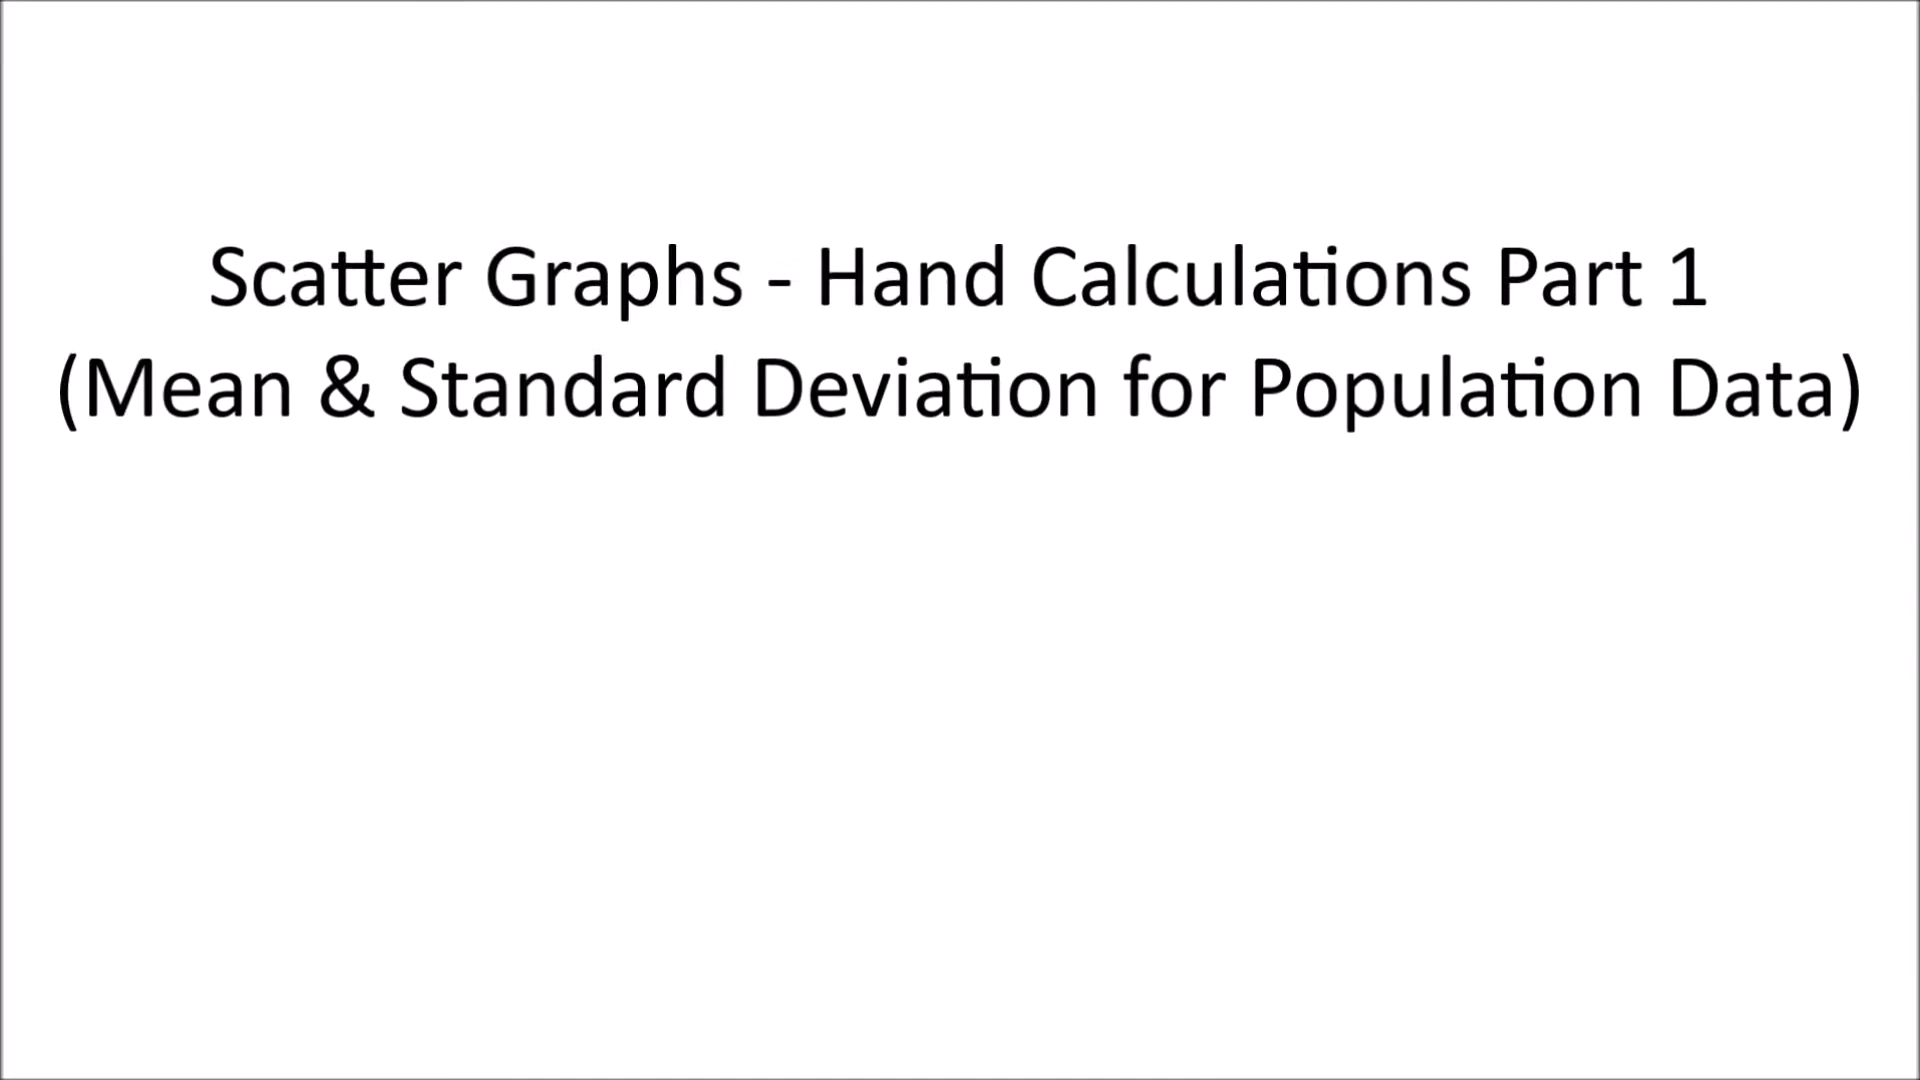 Scatter Graphs - Hand Calculations Part 1
(Mean & Standard Deviation for Population Data)